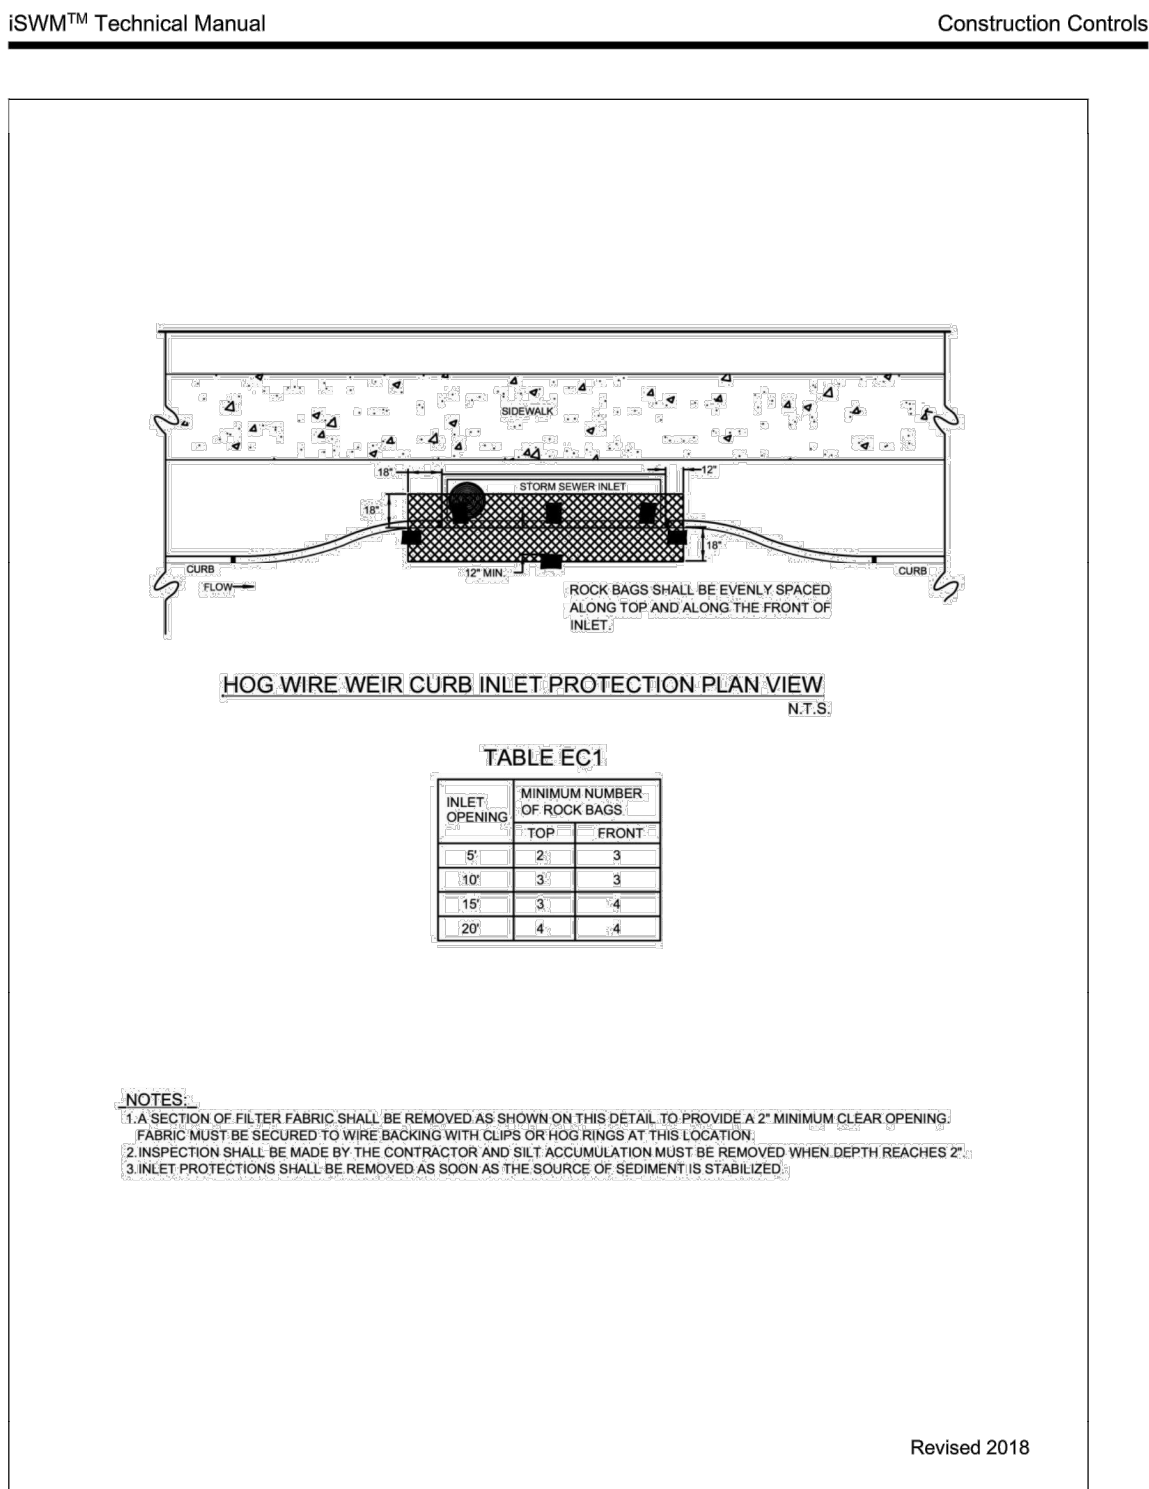 iSWM™ Technical Manual
Construction Controls
SIDEWALK
18"
12"
STORM SEWER INLET
18"
18"
CURB
12" MIN.
CURB
FLOW
ROCK BAGS SHALL BE EVENLY SPACED
ALONG TOP AND ALONG THE FRONT OF
INLET.
HOG WIRE WEIR CURB INLET PROTECTION PLAN VIEW
N.T.S.
TABLE EC1
INLET OPENING MINIMUM NUMBER OF ROCK BAGS
TOP FRONT
5' 2 3
10' 3 3
15' 3 4
20' 4 4
NOTES:
1.A SECTION OF FILTER FABRIC SHALL BE REMOVED AS SHOWN ON THIS DETAIL TO PROVIDE A 2" MINIMUM CLEAR OPENING.
FABRIC MUST BE SECURED TO WIRE BACKING WITH CLIPS OR HOG RINGS AT THIS LOCATION.
2.INSPECTION SHALL BE MADE BY THE CONTRACTOR AND SILT ACCUMULATION MUST BE REMOVED WHEN DEPTH REACHES 2".
3.INLET PROTECTIONS SHALL BE REMOVED AS SOON AS THE SOURCE OF SEDIMENT IS STABILIZED.
Revised 2018